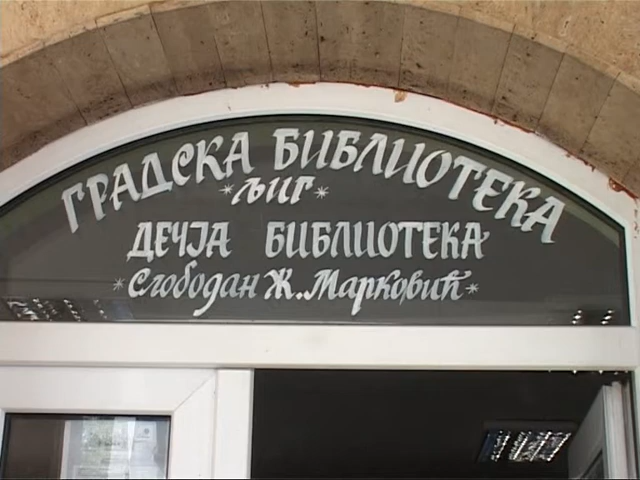 ГРАДСКА БИБЛИОТЕКА
*ЉИГ*
ДЕЧЈА БИБЛИОТЕКА
*Слободан Ж. Марковић*